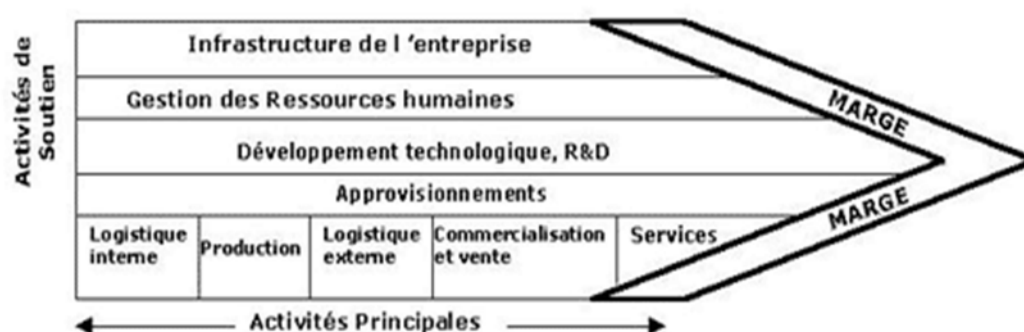 Activités de
Soutien
Infrastructure de l 'entreprise
Gestion des Ressources humaines
Développement technologique, R&D
Approvisionnements
Logistique
interne
Production
Logistique
externe
Commercialisation
et vente
Services
MARGE
MARGE
Activités Principales